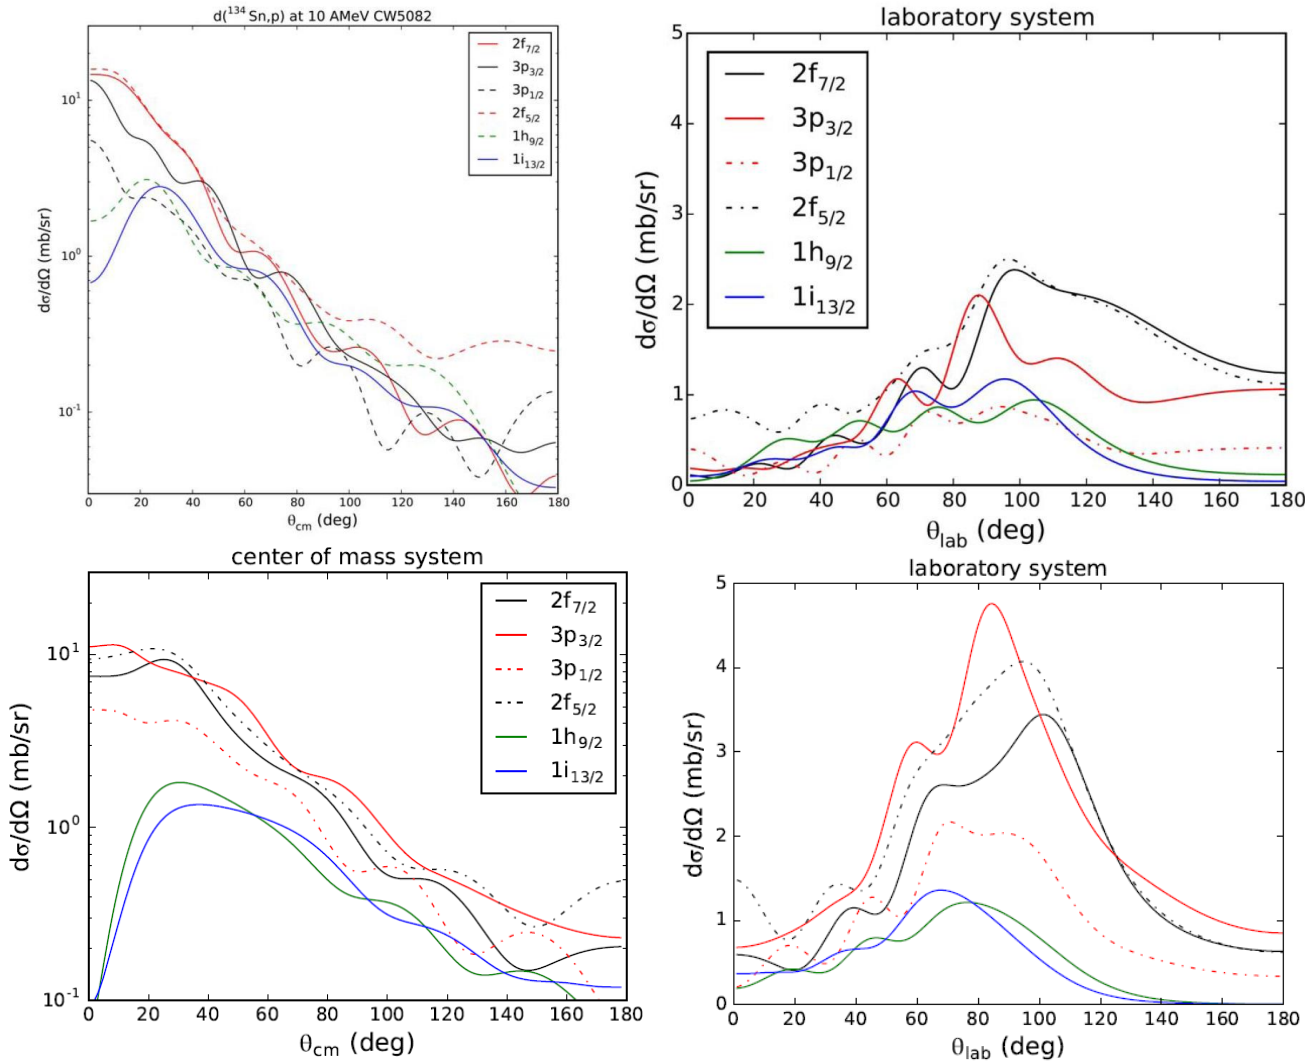 d(¹³⁴Sn,p) at 10 AMeV CW5082
2f₇/₂
3p₃/₂
3p₁/₂
2f₅/₂
1h₉/₂
1i₁₃/₂
dσ/dΩ (mb/sr)
10¹
10⁰
10⁻¹
0 20 40 60 80 100 120 140 160 180
θcm (deg)
laboratory system
2f₇/₂
3p₃/₂
3p₁/₂
2f₅/₂
1h₉/₂
1i₁₃/₂
dσ/dΩ (mb/sr)
5
4
3
2
1
0
0 20 40 60 80 100 120 140 160 180
θlab (deg)
center of mass system
2f₇/₂
3p₃/₂
3p₁/₂
2f₅/₂
1h₉/₂
1i₁₃/₂
dσ/dΩ (mb/sr)
10¹
10⁰
10⁻¹
0 20 40 60 80 100 120 140 160 180
θcm (deg)
laboratory system
dσ/dΩ (mb/sr)
5
4
3
2
1
0
0 20 40 60 80 100 120 140 160 180
θlab (deg)